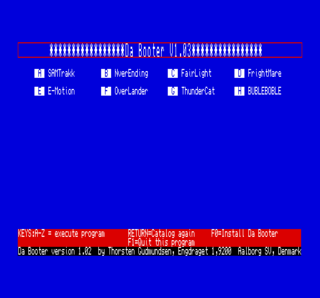 ****************Da Booter V1.03***************
A SAMTrakk B NverEnding C FairLight D FrightMare
E E-Motion F OverLander G ThunderCat H BUBLEBOBLE
KEYS:A-Z = execute program RETURN=Catalog again F0=Install Da Booter
F1=Quit this program
Da Booter version 1.02 by Thorsten Gudmundsen, Engdraget 1,9200 Aalborg SV, Denmark